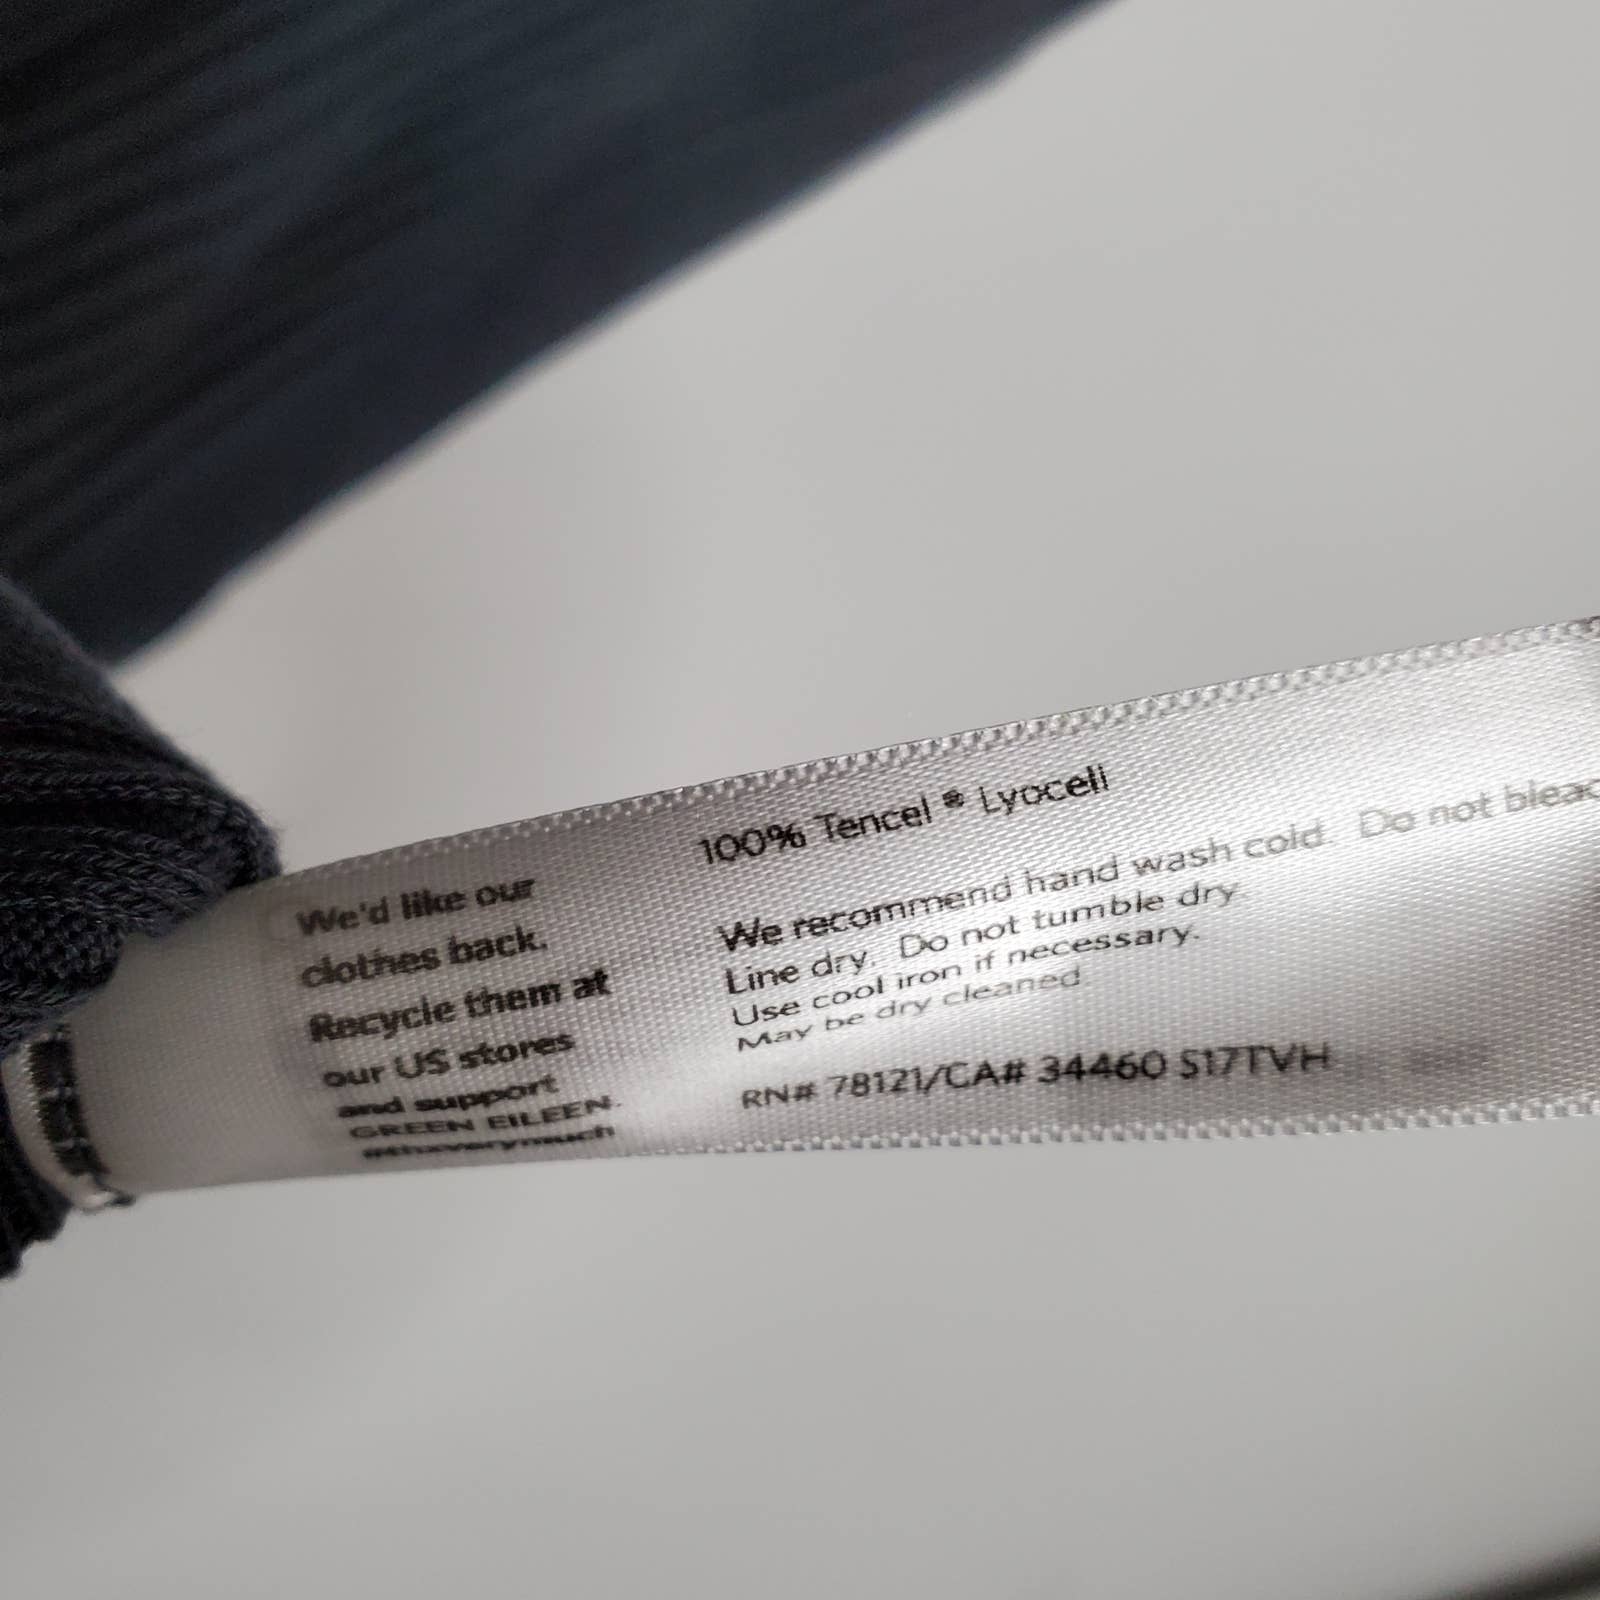 We'd like our
clothes back.
Recycle them at
our US stores
and support
GREEN EILEEN.
100% Tencel ® Lyocell
We recommend hand wash cold. Do not bleac
Line dry. Do not tumble dry.
Use cool iron if necessary.
May be dry cleaned
RN# 78121/CA# 34460 S17TVH